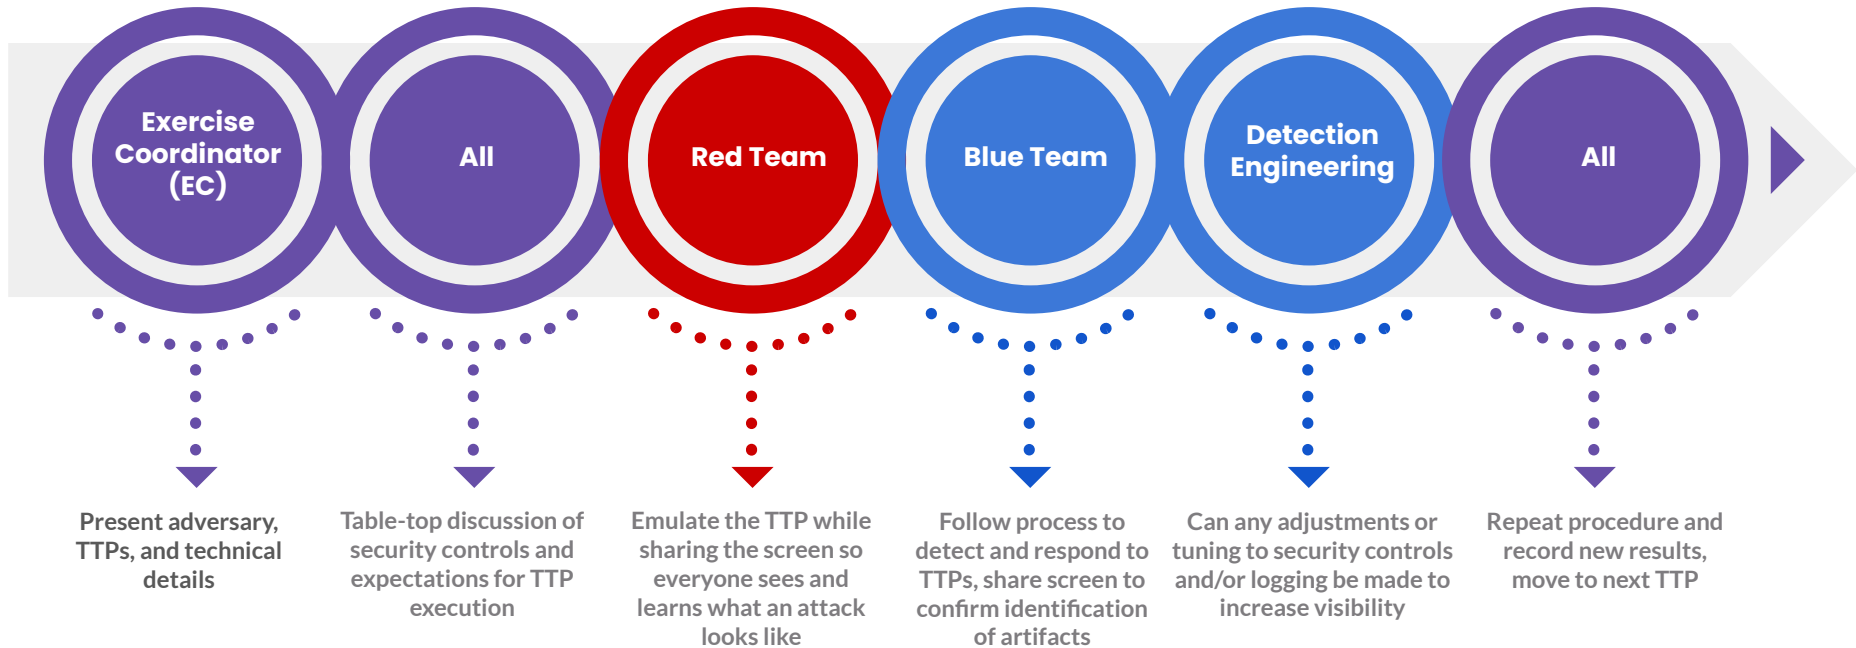 Exercise
Coordinator
(EC)
All
Red Team
Blue Team
Detection
Engineering
All
Present adversary,
TTPs, and technical
details
Table-top discussion of
security controls and
expectations for TTP
execution
Emulate the TTP while
sharing the screen so
everyone sees and
learns what an attack
looks like
Follow process to
detect and respond to
TTPs, share screen to
confirm identification
of artifacts
Can any adjustments or
tuning to security controls
and/or logging be made to
increase visibility
Repeat procedure and
record new results,
move to next TTP